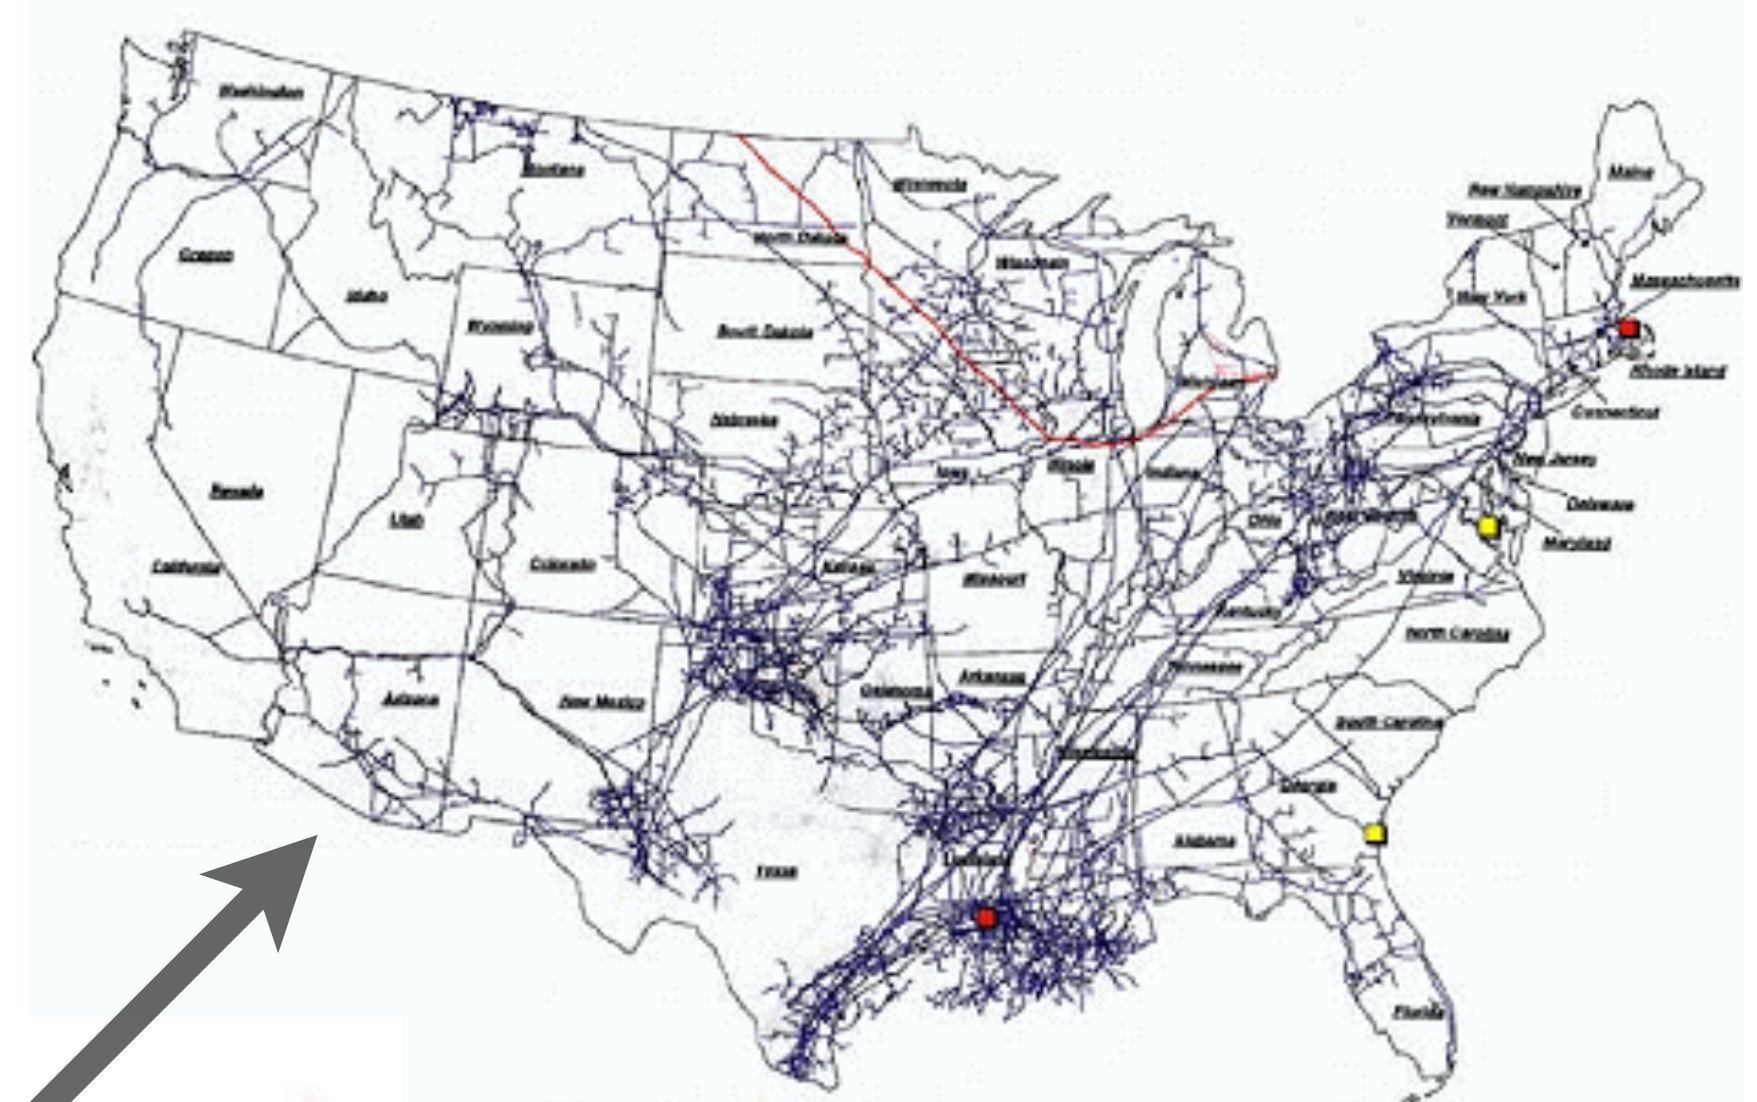 Washington
Montana
Minnesota
Maine
New Hampshire
Vermont
North Dakota
Oregon
Wisconsin
Massachusetts
Idaho
New York
Wyoming
South Dakota
Rhode Island
Michigan
Connecticut
Nebraska
Pennsylvania
New Jersey
Iowa
Illinois
Indiana
Nevada
Utah
Ohio
West Virginia
Delaware
Maryland
California
Colorado
Kansas
Missouri
Virginia
Kentucky
North Carolina
Tennessee
Arkansas
Oklahoma
Arizona
New Mexico
South Carolina
Mississippi
Georgia
Alabama
Louisiana
Texas
Florida